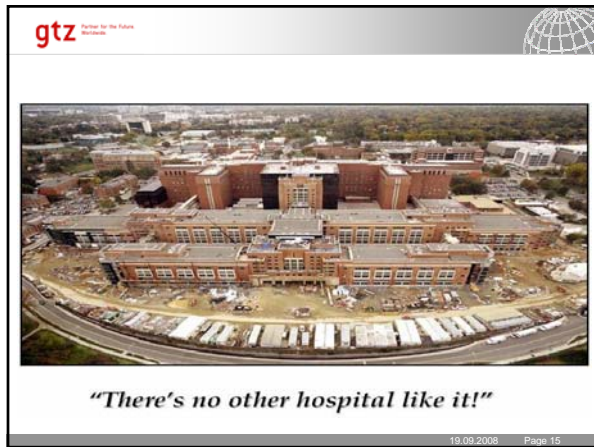 gtz Partner for the Future.
Worldwide.
"There's no other hospital like it!"
19.09.2008 Page 15